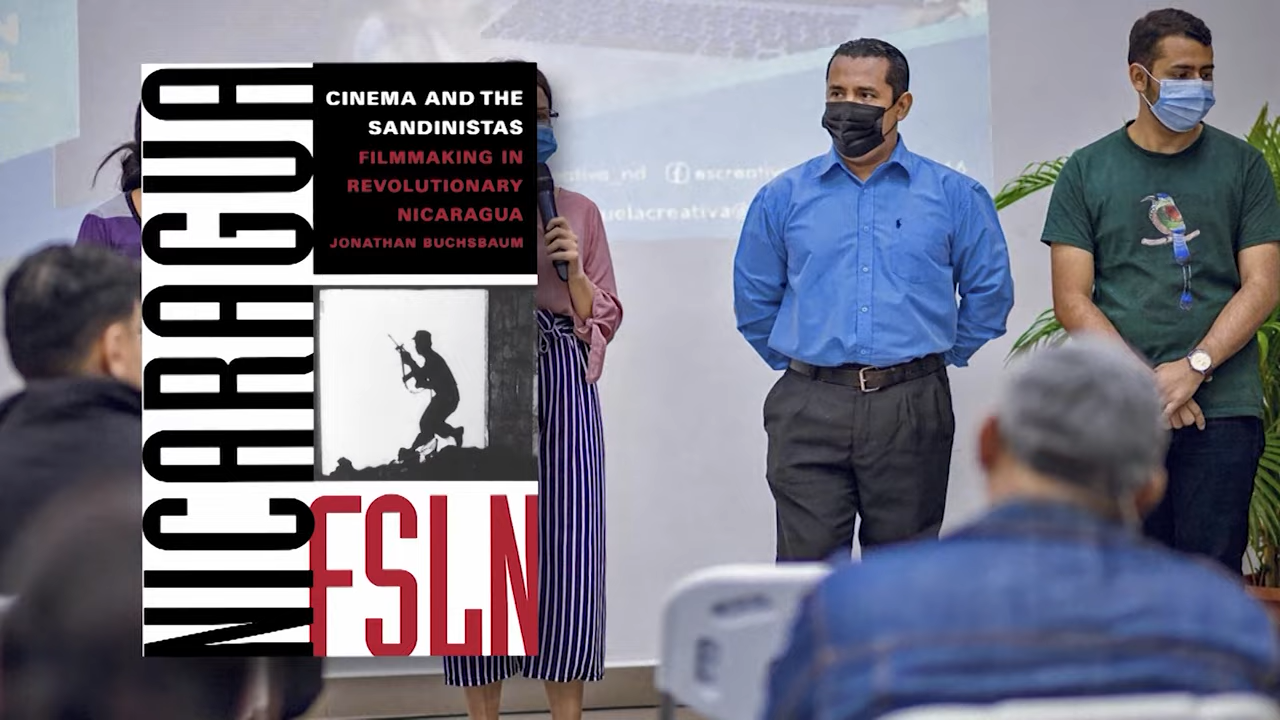 NICARAGUA
CINEMA AND THE
SANDINISTAS
FILMMAKING IN
REVOLUTIONARY
NICARAGUA
JONATHAN BUCHSBAUM
FSLN